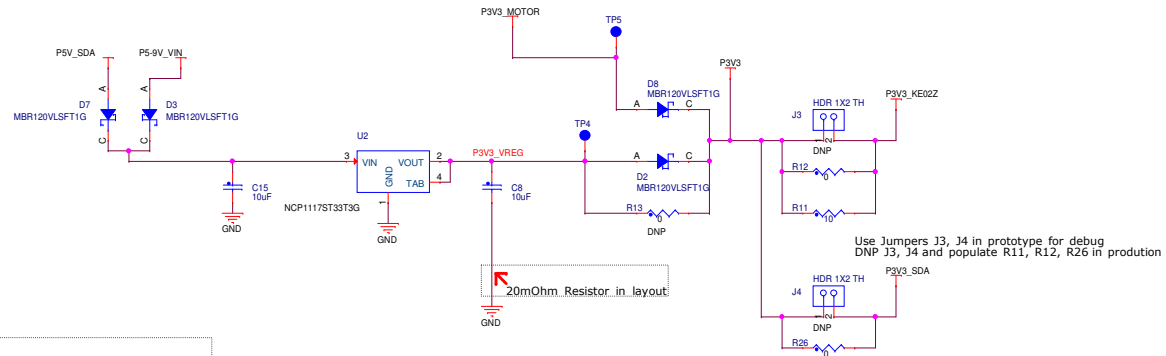 P3V3_MOTOR
TP5
P5V_SDA
P5-9V_VIN
P3V3
D8
MBR120VLSFT1G
A
C
A
A
D7
MBR120VLSFT1G
D3
MBR120VLSFT1G
C
C
J3
HDR 1X2 TH
P3V3_KE02Z
1
2
DNP
TP4
U2
3
VIN
VOUT
2
GND
TAB
4
1
NCP1117ST33T3G
GND
P3V3_VREG
A
C
D2
MBR120VLSFT1G
R12
0
C15
10uF
GND
C8
10uF
R13
0
DNP
R11
10
Use Jumpers J3, J4 in prototype for debug
DNP J3, J4 and populate R11, R12, R26 in prodution
20mOhm Resistor in layout
GND
P3V3_SDA
J4
HDR 1X2 TH
1
2
DNP
R26
0